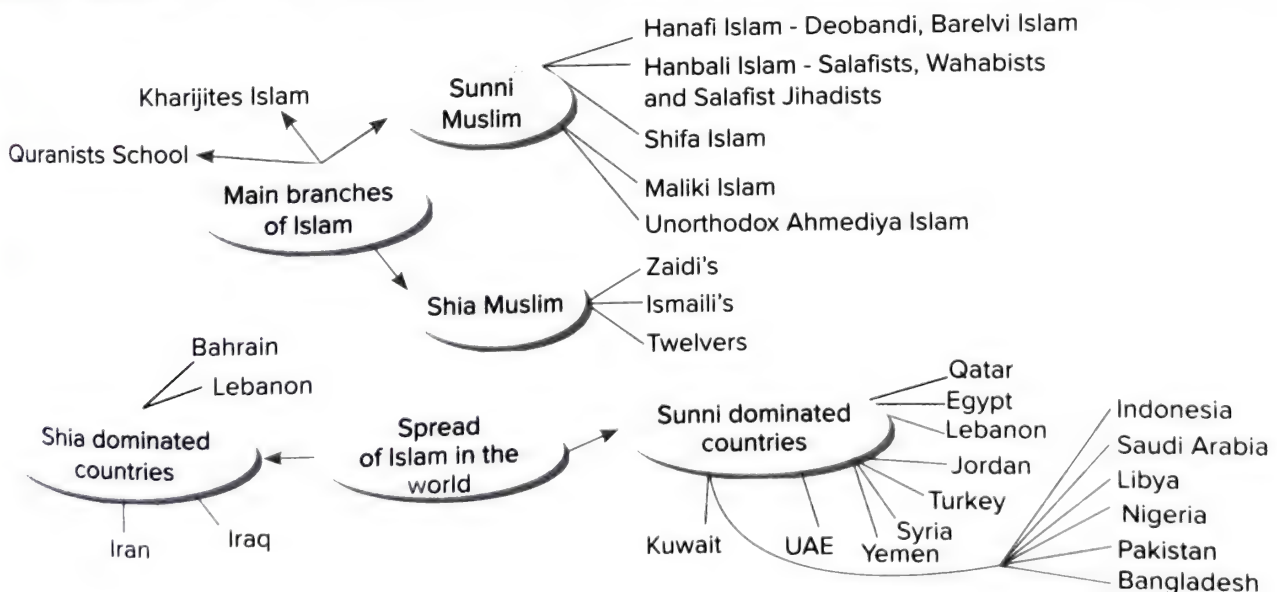 Hanafi Islam - Deobandi, Barelvi Islam
Hanbali Islam - Salafists, Wahabists
and Salafist Jihadists
Shifa Islam
Maliki Islam
Unorthodox Ahmediya Islam
Sunni
Muslim
Kharijites Islam
Quranists School
Main branches
of Islam
Shia Muslim
Zaidi's
Ismaili's
Twelvers
Bahrain
Lebanon
Shia dominated
countries
Iran
Iraq
Spread
of Islam in the
world
Sunni dominated
countries
Qatar
Egypt
Lebanon
Jordan
Turkey
Syria
Yemen
UAE
Kuwait
Indonesia
Saudi Arabia
Libya
Nigeria
Pakistan
Bangladesh